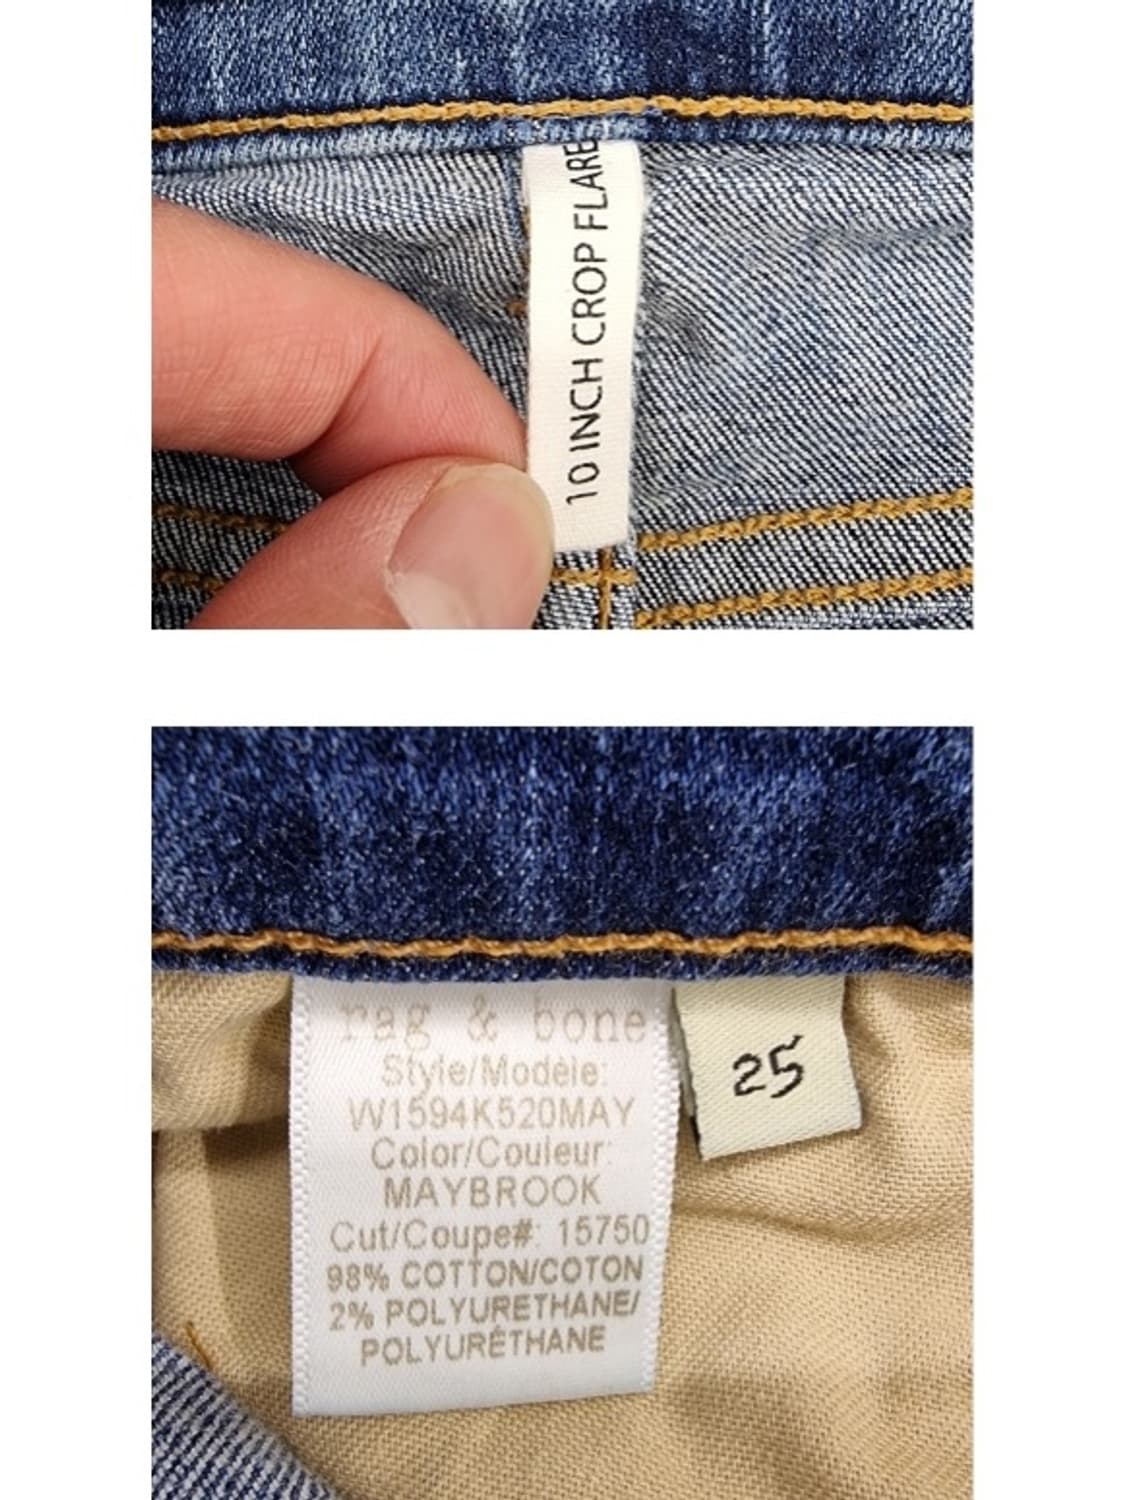 10 INCH CROP FLARE
rag & bone
Style/Modèle:
W1594K520MAY
Color/Couleur:
MAYBROOK
Cut/Coupe#: 15750
98% COTTON/COTON
2% POLYURETHANE/
POLYURÉTHANE
25